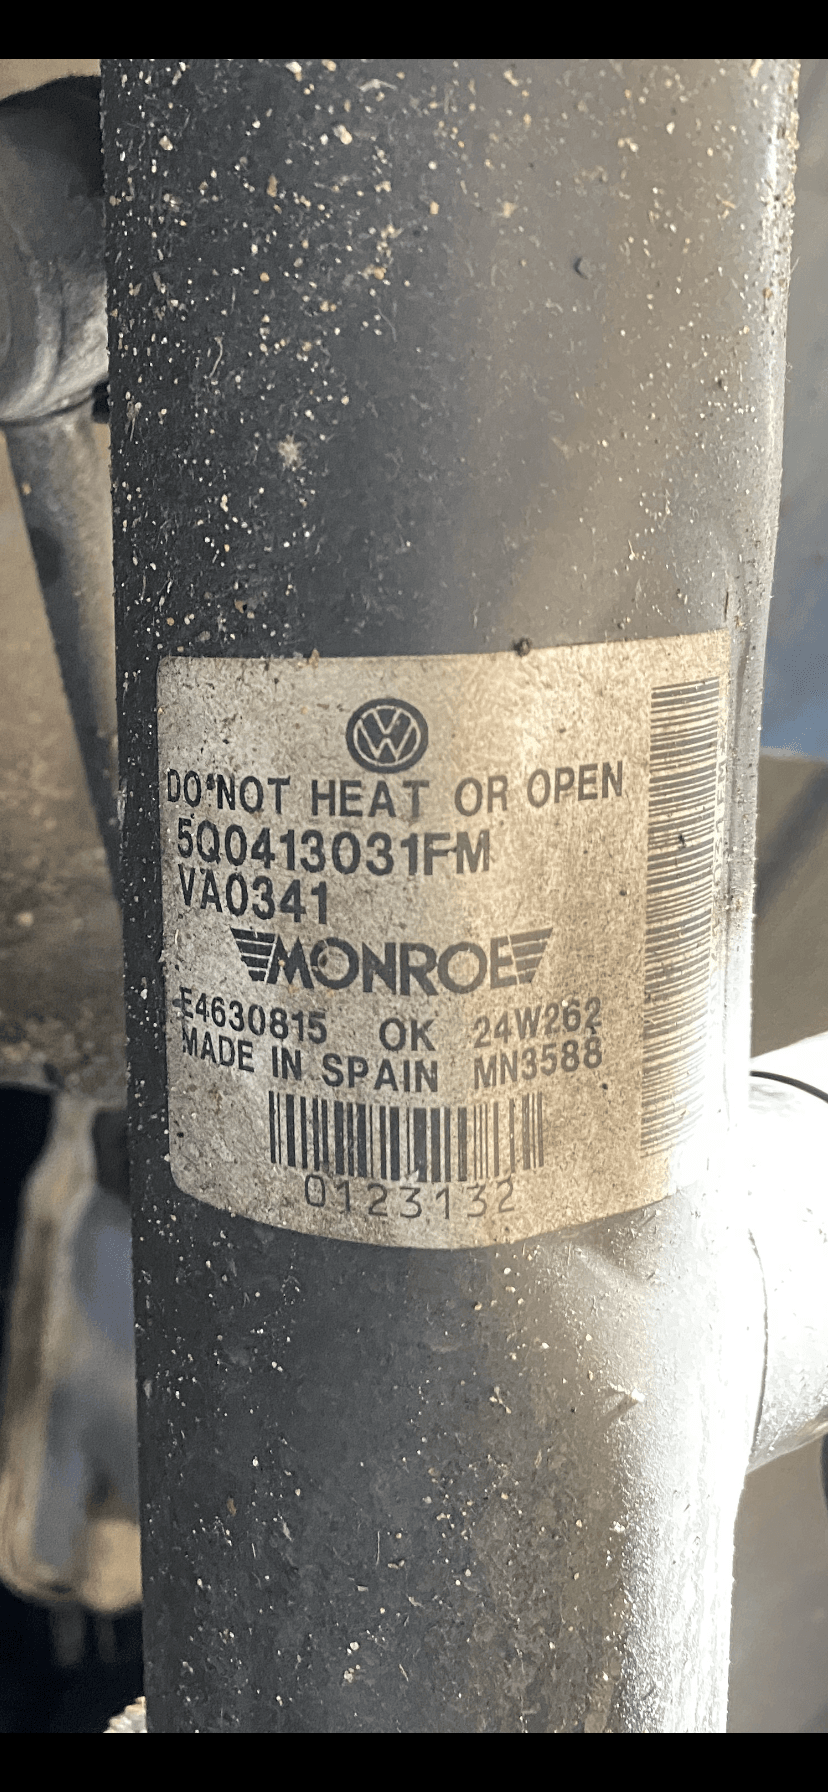 DO NOT HEAT OR OPEN
5Q0413031FM
VA0341
MONROE
E4630815 OK 24W262
MADE IN SPAIN MN3588
0123132